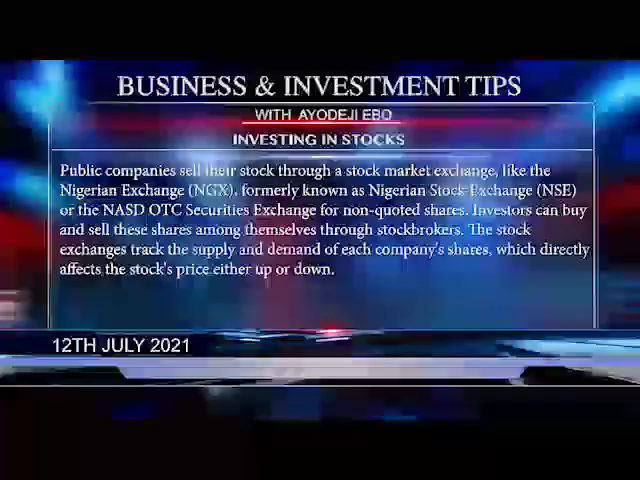 BUSINESS & INVESTMENT TIPS
WITH AYODEJI EBO
INVESTING IN STOCKS
Public companies sell their stock through a stock market exchange, like the
Nigerian Exchange (NGX), formerly known as Nigerian Stock Exchange (NSE)
or the NASD OTC Securities Exchange for non-quoted shares. Investors can buy
and sell these shares among themselves through stockbrokers. The stock
exchanges track the supply and demand of each company's shares, which directly
affects the stock's price either up or down.
12TH JULY 2021